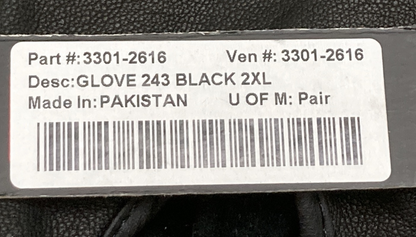 Part #: 3301-2616 Ven #: 3301-2616
Desc:GLOVE 243 BLACK 2XL
Made In: PAKISTAN U OF M: Pair